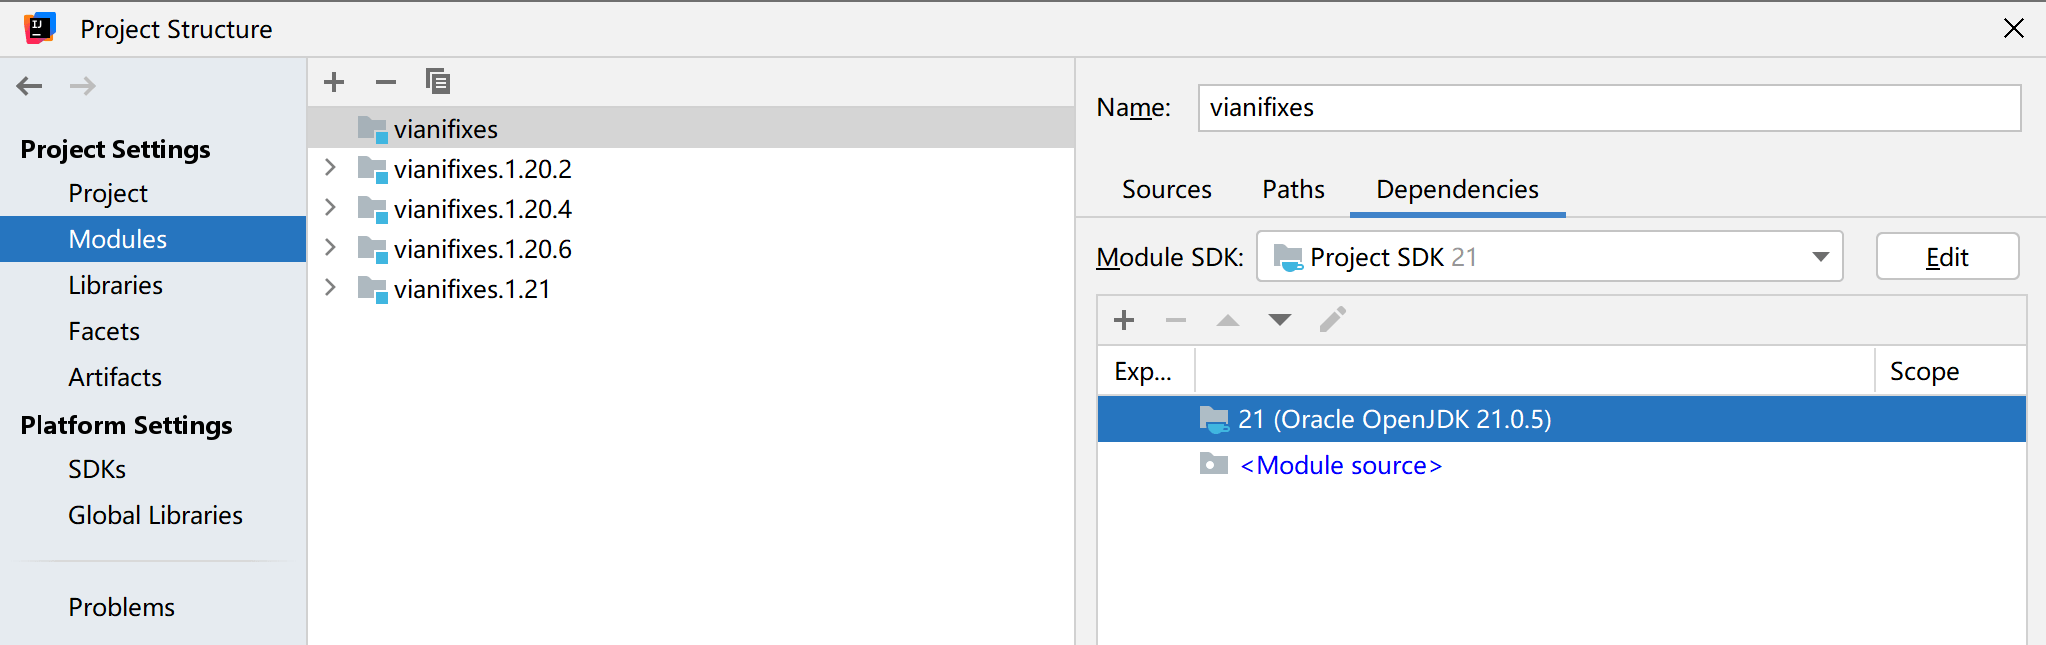 Project Structure
Project Settings
Project
Modules
Libraries
Facets
Artifacts
Platform Settings
SDKs
Global Libraries
Problems
vianifixes
vianifixes.1.20.2
vianifixes.1.20.4
vianifixes.1.20.6
vianifixes.1.21
Name: vianifixes
Sources Paths Dependencies
Module SDK: Project SDK 21 Edit
Exp... Scope
21 (Oracle OpenJDK 21.0.5)
<Module source>